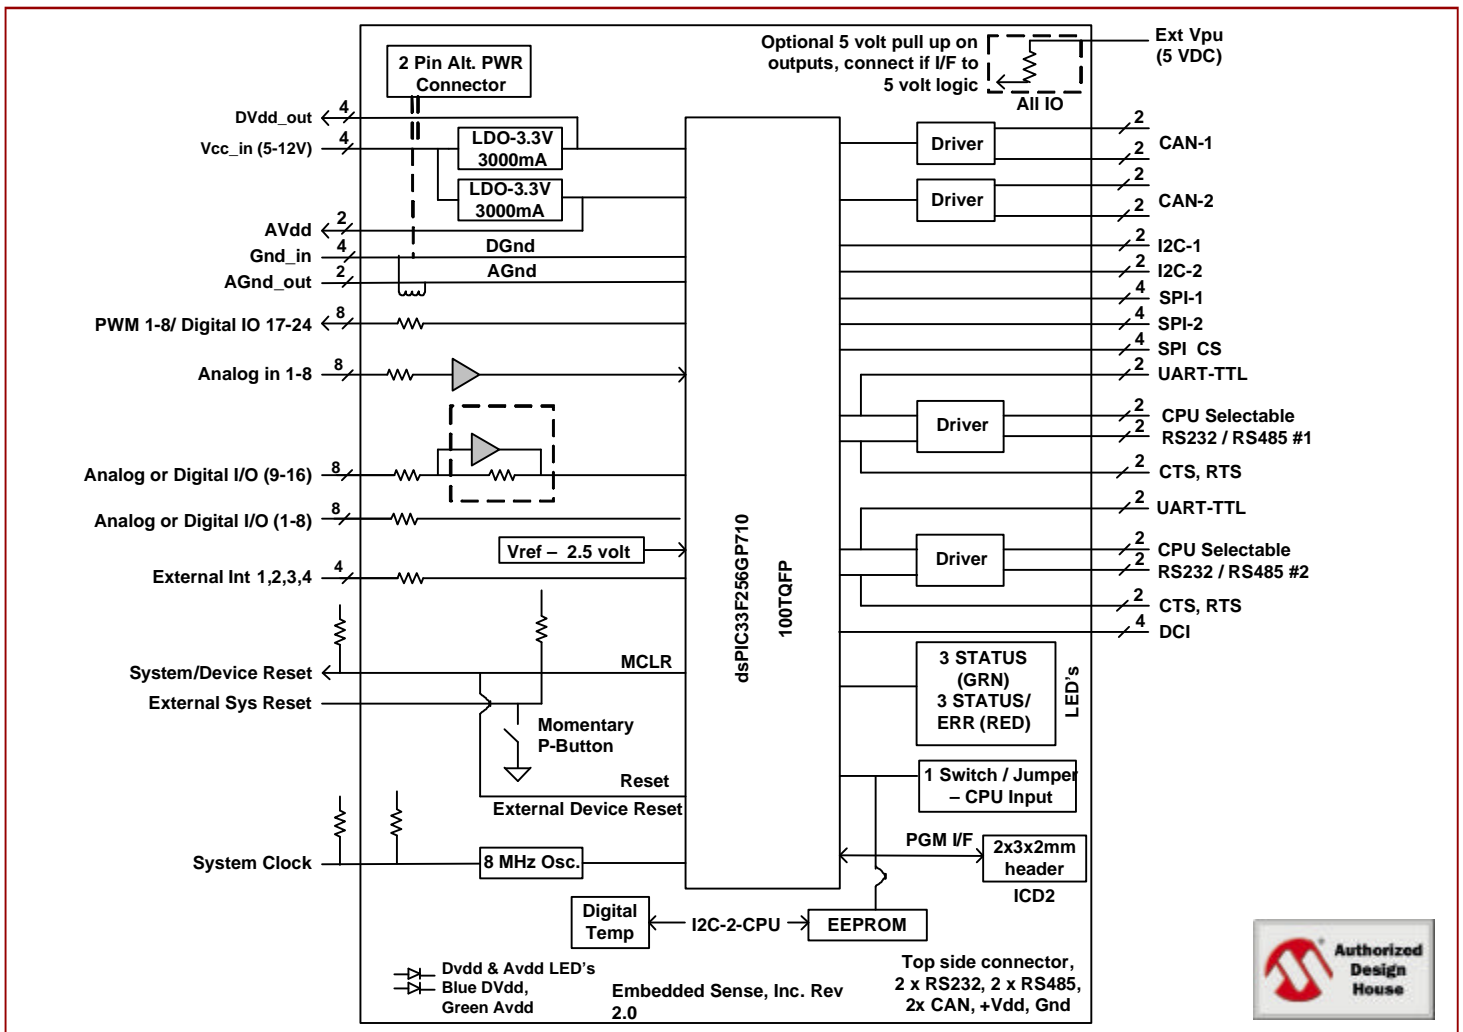 Optional 5 volt pull up on
outputs, connect if I/F to
5 volt logic
All IO
Ext Vpu
(5 VDC)
2 Pin Alt. PWR
Connector
DVdd_out
4
Vcc_in (5-12V)
4
LDO-3.3V
3000mA
LDO-3.3V
3000mA
AVdd
2
Gnd_in
4
DGnd
AGnd_out
2
AGnd
PWM 1-8/ Digital IO 17-24
8
Analog in 1-8
8
Analog or Digital I/O (9-16)
8
Analog or Digital I/O (1-8)
8
Vref – 2.5 volt
External Int 1,2,3,4
4
System/Device Reset
MCLR
External Sys Reset
Momentary
P-Button
Reset
External Device Reset
System Clock
8 MHz Osc.
dsPIC33F256GP710
100TQFP
Driver
2
CAN-1
2
Driver
2
CAN-2
2
2
I2C-1
2
I2C-2
4
SPI-1
4
SPI-2
4
SPI CS
2
UART-TTL
Driver
2
CPU Selectable
2
RS232 / RS485 #1
2
CTS, RTS
2
UART-TTL
Driver
2
CPU Selectable
2
RS232 / RS485 #2
2
CTS, RTS
4
DCI
3 STATUS
(GRN)
3 STATUS/
ERR (RED)
LED's
1 Switch / Jumper
– CPU Input
PGM I/F
2x3x2mm
header
ICD2
Digital
Temp
I2C-2-CPU
EEPROM
Dvdd & Avdd LED's
Blue DVdd,
Green Avdd
Embedded Sense, Inc. Rev
2.0
Top side connector,
2 x RS232, 2 x RS485,
2x CAN, +Vdd, Gnd
Authorized
Design
House